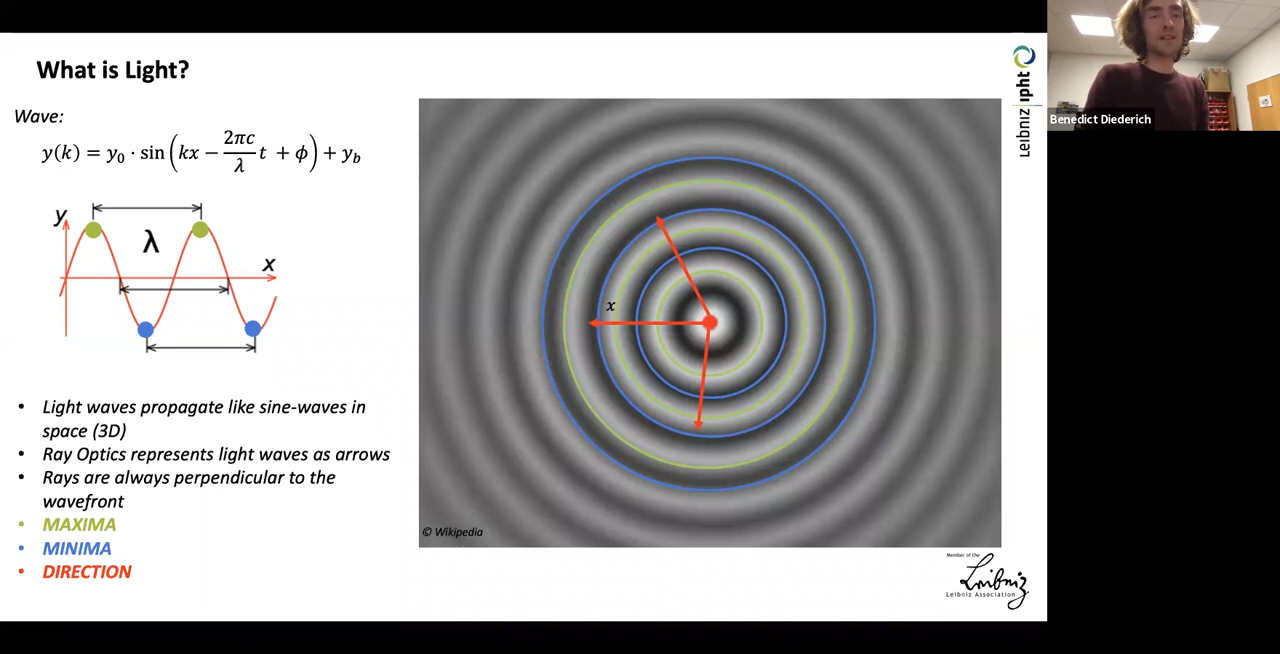 What is Light?
Wave:
y(k) = y₀ · sin(kx − 2πc/λ t + ϕ) + y_b
y
λ
x
• Light waves propagate like sine-waves in
space (3D)
• Ray Optics represents light waves as arrows
• Rays are always perpendicular to the
wavefront
• MAXIMA
• MINIMA
• DIRECTION
x
© Wikipedia
Leibniz ipht
Member of the
Leibniz
Leibniz Association
Benedict Diederich